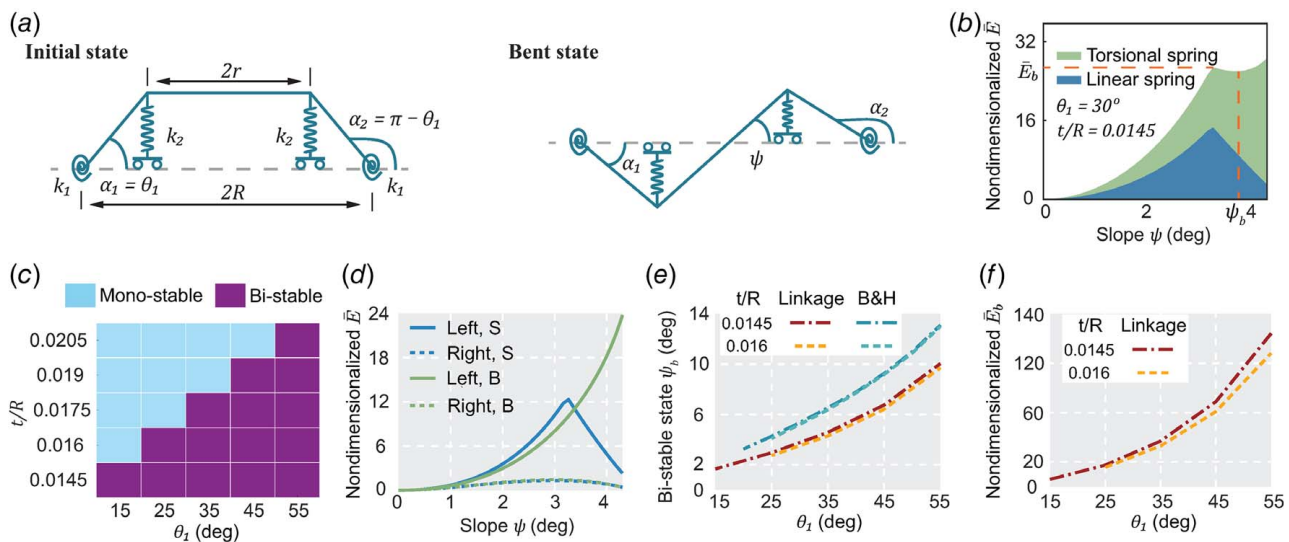 (a)
Initial state
2r
k₂
k₂
α₂ = π − θ₁
k₁
α₁ = θ₁
k₁
2R
Bent state
α₁
ψ
α₂
(b)
Nondimensionalized Ē
36
Ē_b
16
0
Torsional spring
Linear spring
θ₁ = 30°
t/R = 0.0145
0
2
ψ_b
4
Slope ψ (deg)
(c)
Mono-stable
Bi-stable
t/R
0.0205
0.019
0.0175
0.016
0.0145
15 25 35 45 55
θ₁ (deg)
(d)
Nondimensionalized Ē
24
18
12
6
0
Left, S
Right, S
Left, B
Right, B
0 1 2 3 4
Slope ψ (deg)
(e)
Bi-stable state ψ_b (deg)
t/R Linkage B&H
0.0145
0.016
14
10
6
2
0
15 25 35 45 55
θ₁ (deg)
(f)
Nondimensionalized Ē_b
t/R Linkage
0.0145
0.016
140
120
60
20
0
15 25 35 45 55
θ₁ (deg)